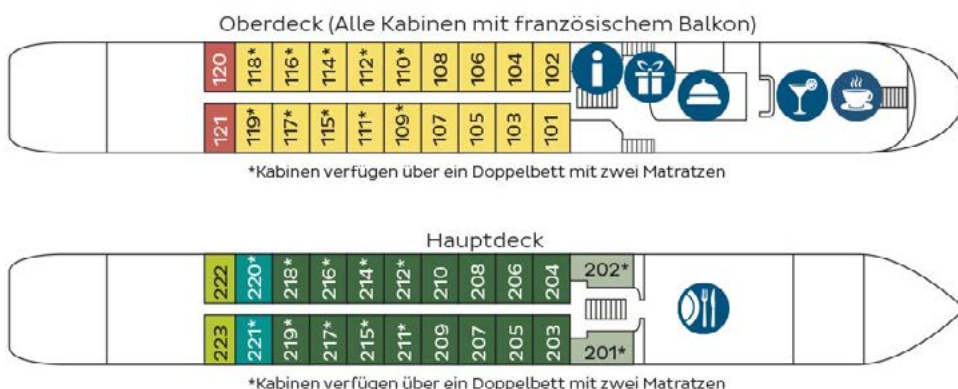 Oberdeck (Alle Kabinen mit französischem Balkon)
120 118* 116* 114* 112* 110* 108 106 104 102
121 119* 117* 115* 111* 109* 107 105 103 101
*Kabinen verfügen über ein Doppelbett mit zwei Matratzen
Hauptdeck
222 220* 218* 216* 214* 212* 210 208 206 204 202*
223 221* 219* 217* 215* 211* 209 207 205 203 201*
*Kabinen verfügen über ein Doppelbett mit zwei Matratzen